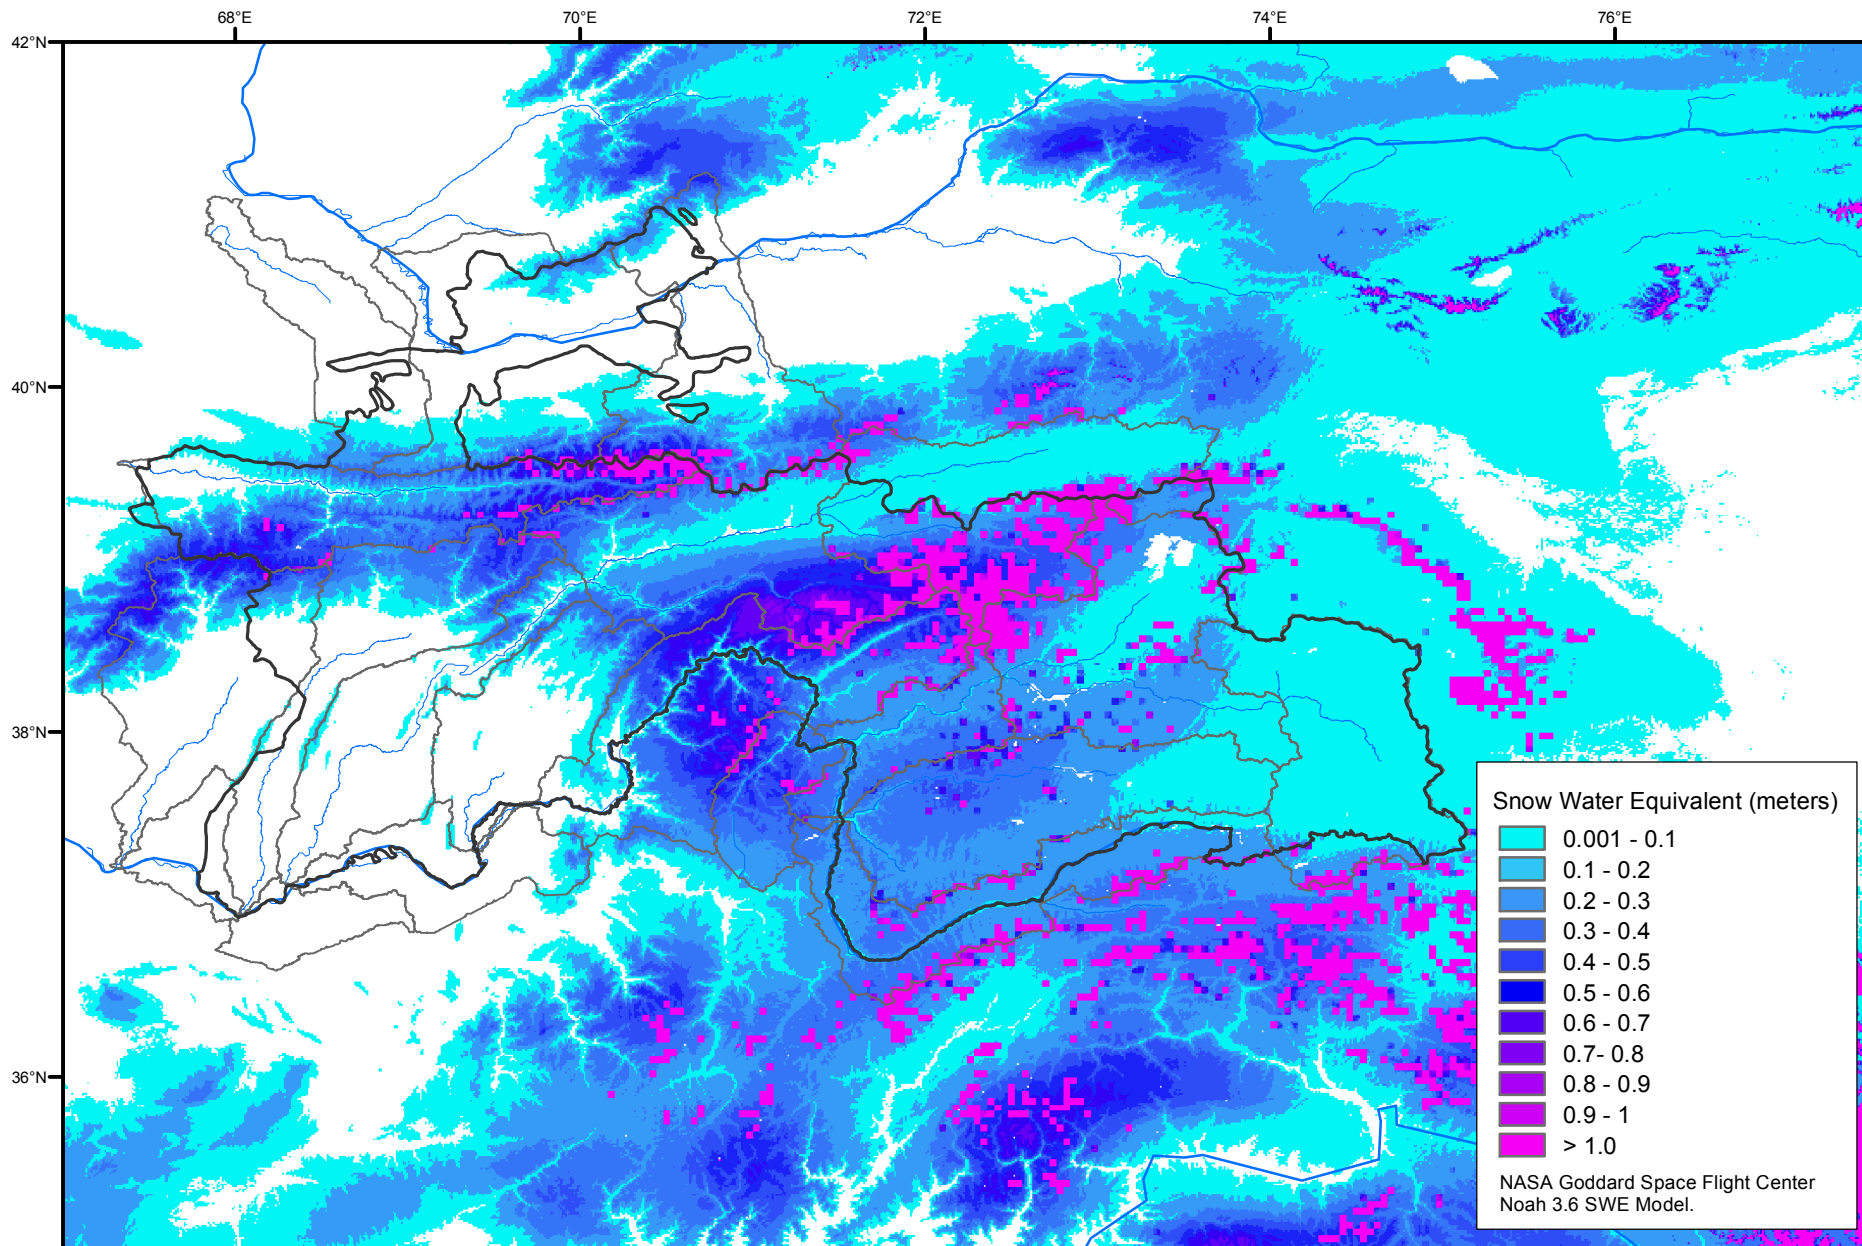 68°E 70°E 72°E 74°E 76°E
42°N
40°N
38°N
36°N
Snow Water Equivalent (meters)
0.001 - 0.1
0.1 - 0.2
0.2 - 0.3
0.3 - 0.4
0.4 - 0.5
0.5 - 0.6
0.6 - 0.7
0.7- 0.8
0.8 - 0.9
0.9 - 1
> 1.0
NASA Goddard Space Flight Center
Noah 3.6 SWE Model.